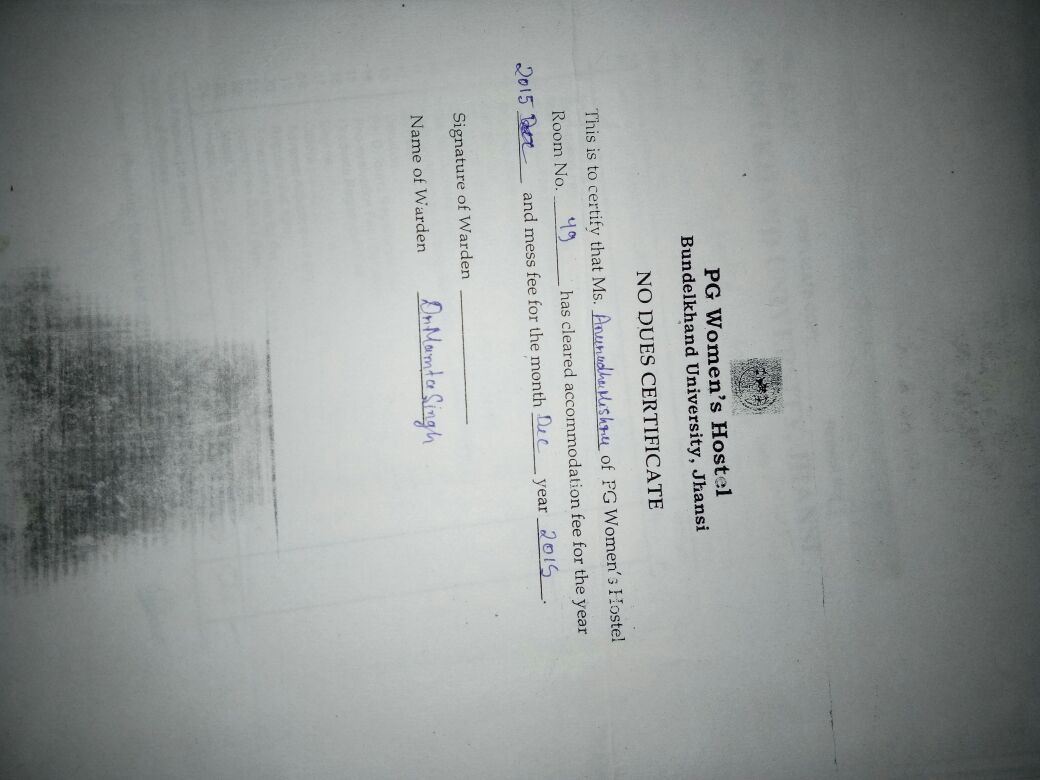 PG Women's Hostel
Bundelkhand University, Jhansi
NO DUES CERTIFICATE
This is to certify that Ms. Anuradha Mishra of PG Women's Hostel
Room No. 49 has cleared accommodation fee for the year
2015 Dec and mess fee for the month Dec year 2015.
Signature of Warden
Name of Warden Dr. Mamta Singh